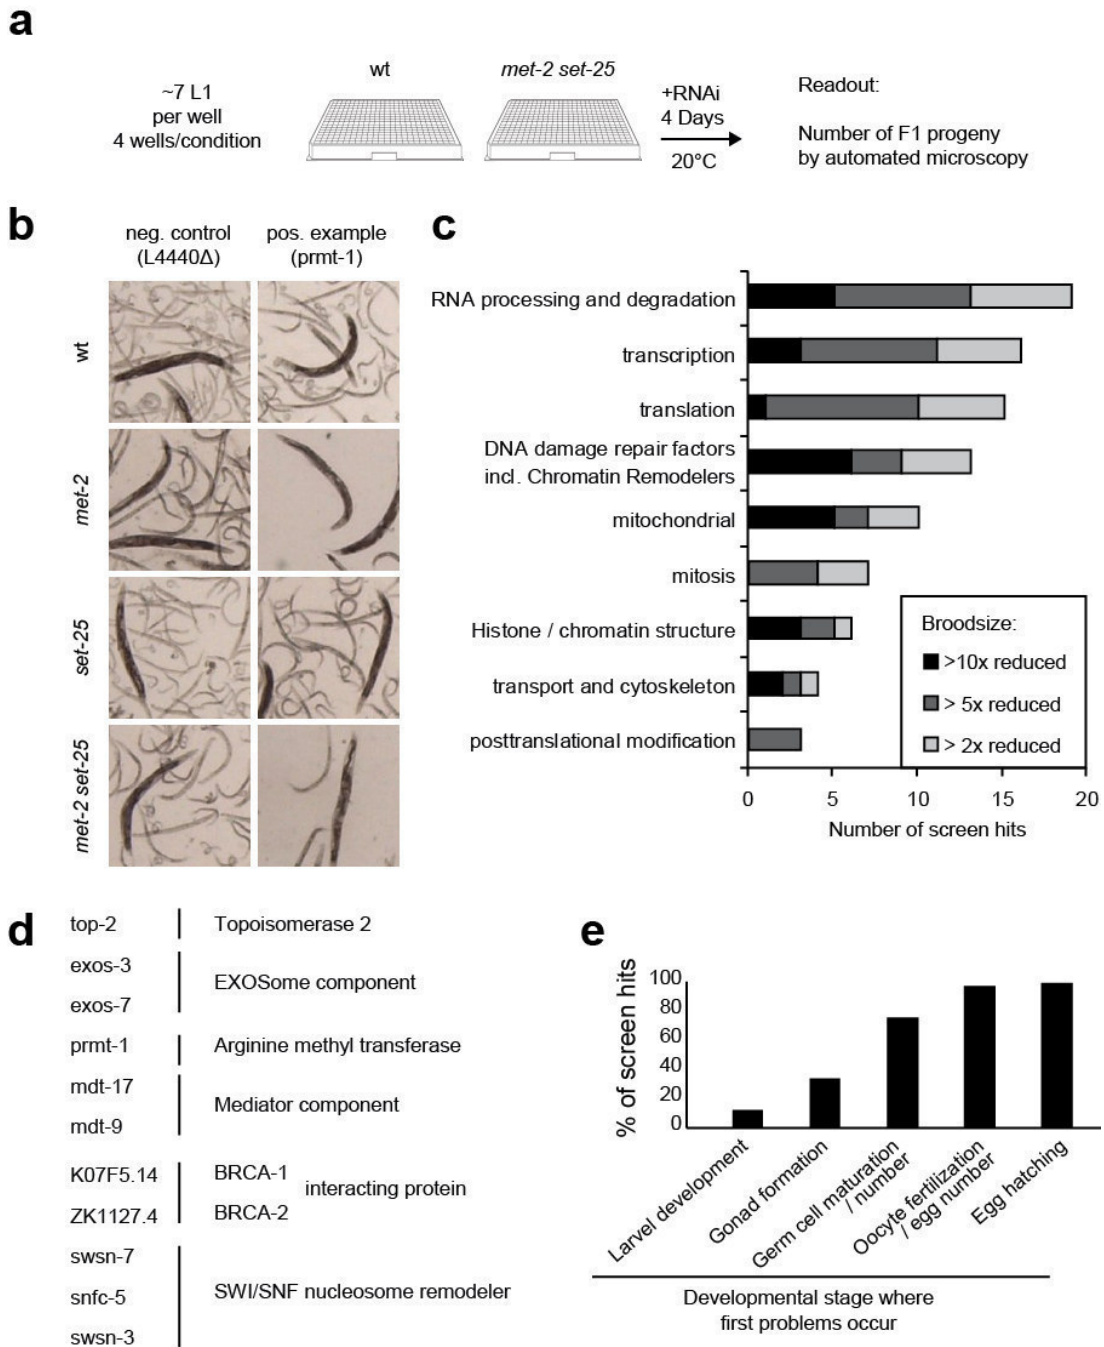 a
~7 L1
per well
4 wells/condition
wt
met-2 set-25
+RNAi
4 Days
20°C
Readout:
Number of F1 progeny
by automated microscopy
b
neg. control
(L4440Δ)
pos. example
(prmt-1)
wt
met-2
set-25
met-2 set-25
c
RNA processing and degradation
transcription
translation
DNA damage repair factors
incl. Chromatin Remodelers
mitochondrial
mitosis
Histone / chromatin structure
transport and cytoskeleton
posttranslational modification
Broodsize:
>10x reduced
> 5x reduced
> 2x reduced
0 5 10 15 20
Number of screen hits
d
top-2
Topoisomerase 2
exos-3
exos-7
EXOSome component
prmt-1
Arginine methyl transferase
mdt-17
mdt-9
Mediator component
K07F5.14
BRCA-1
ZK1127.4
BRCA-2
interacting protein
swsn-7
snfc-5
swsn-3
SWI/SNF nucleosome remodeler
e
% of screen hits
100
80
60
40
20
0
Larvel development
Gonad formation
Germ cell maturation
/ number
Oocyte fertilization
/ egg number
Egg hatching
Developmental stage where
first problems occur